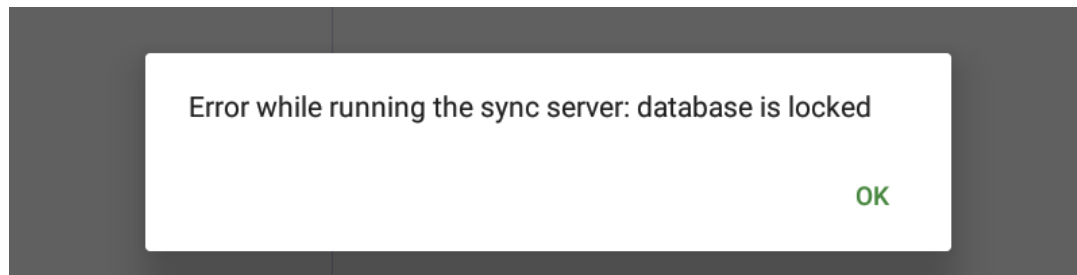 Error while running the sync server: database is locked
OK